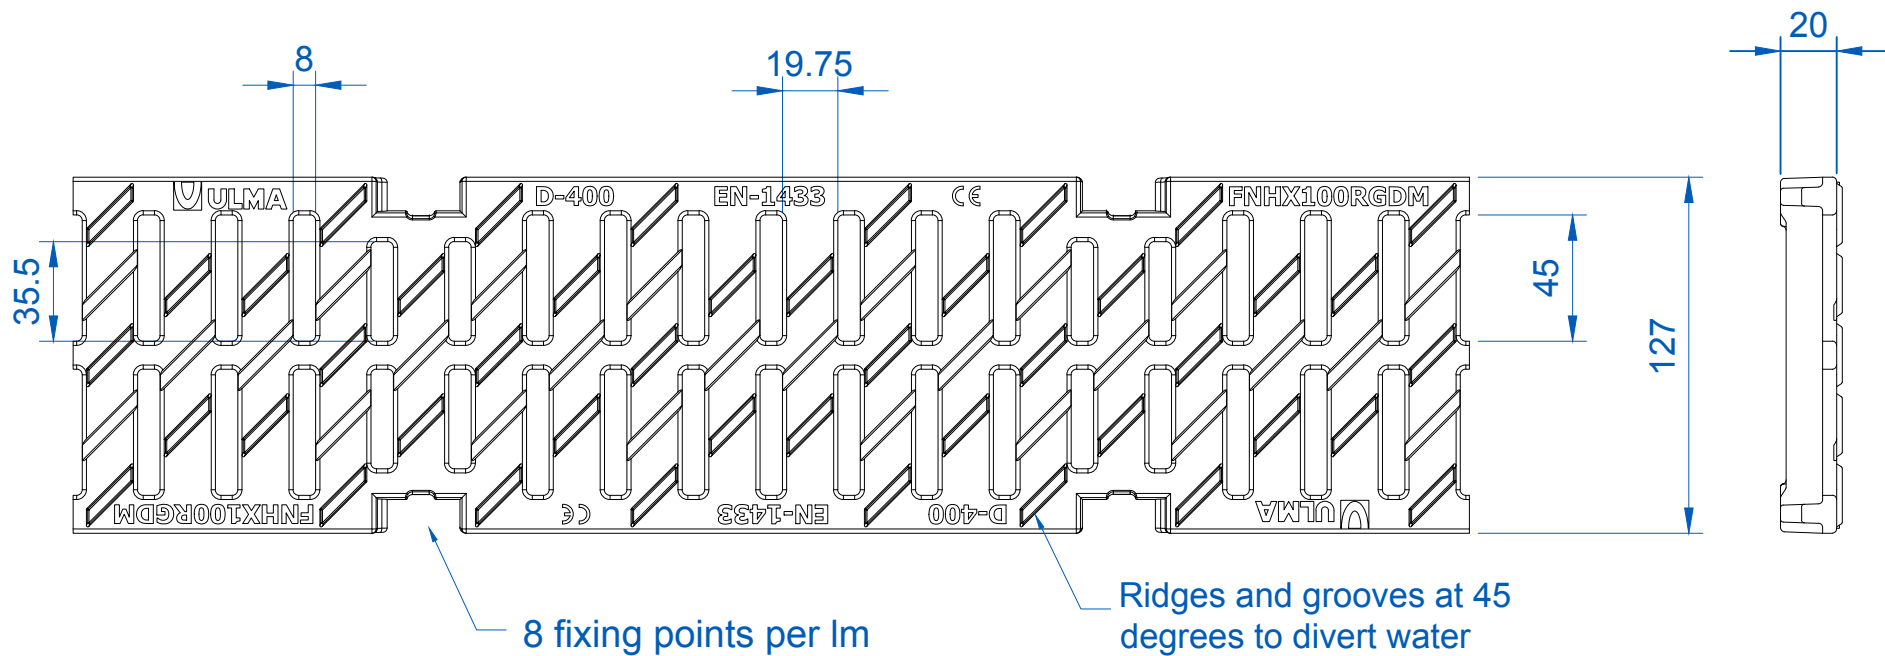 20
8
19.75
ULMA
D-400
EN-1433
CE
FNHX100RGDM
35.5
45
127
FNHX100RGDM
CE
EN-1433
D-400
ULMA
Ridges and grooves at 45
degrees to divert water
8 fixing points per lm